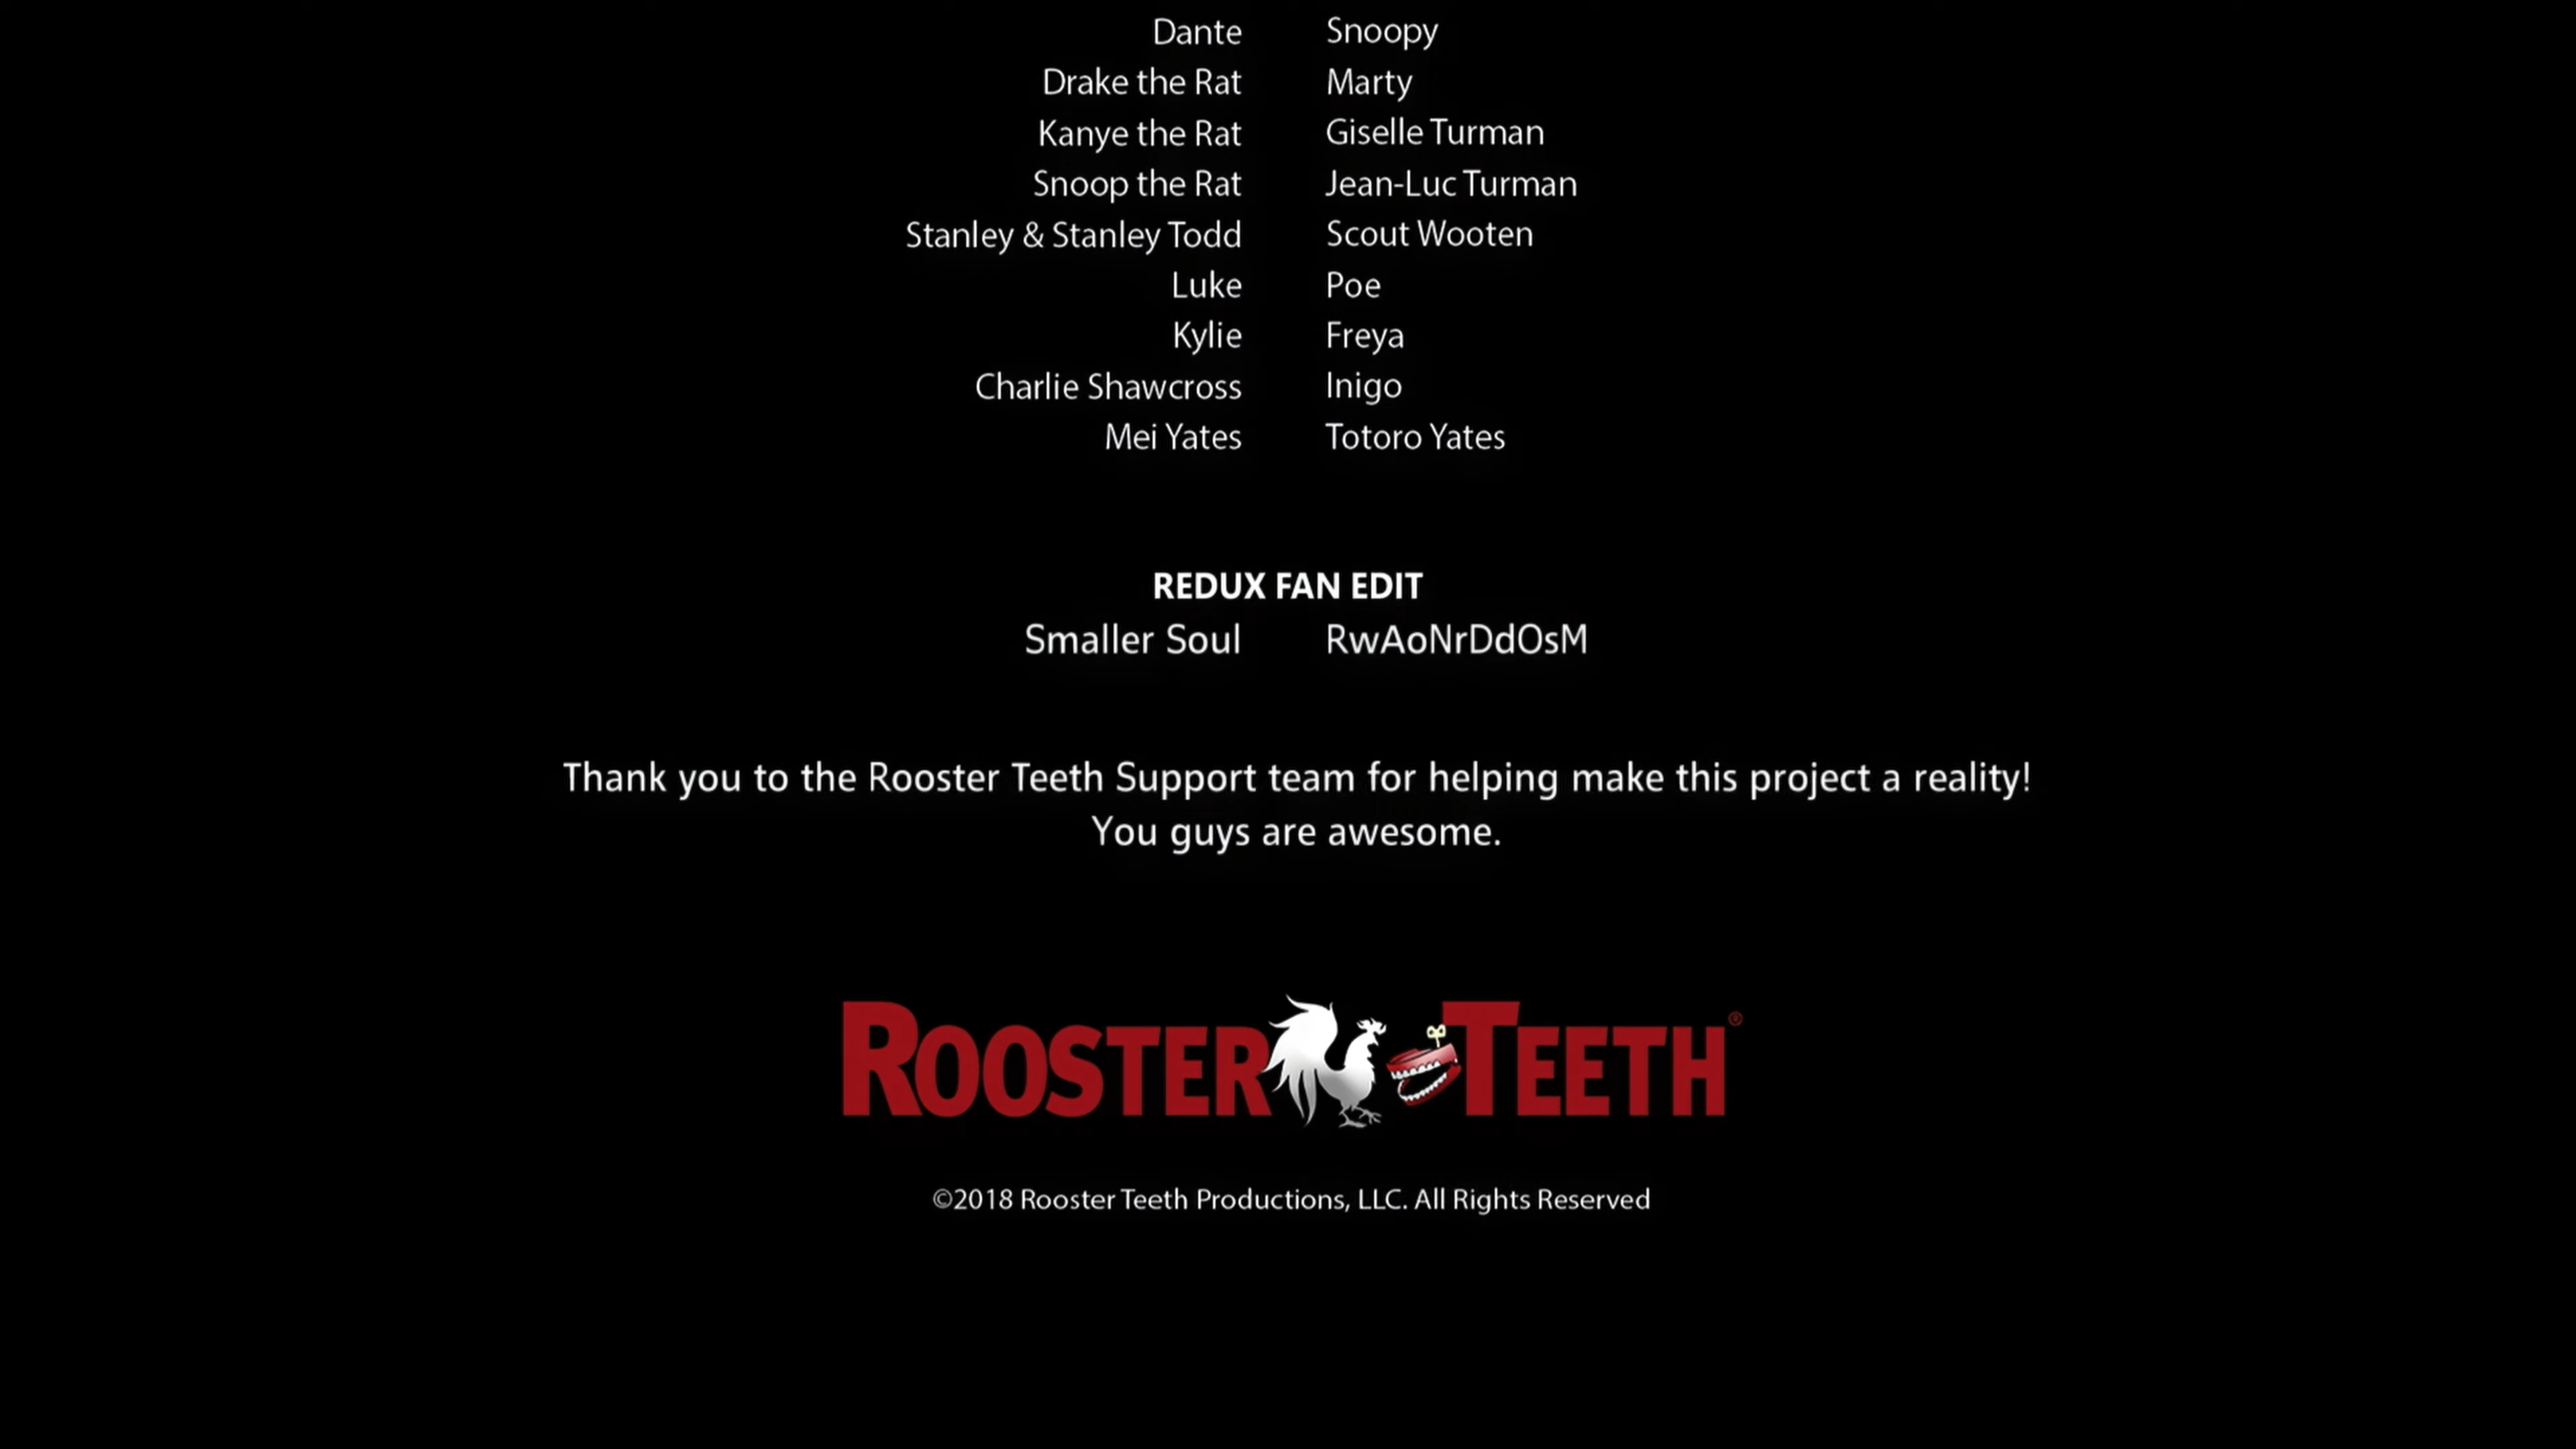 Dante Snoopy
Drake the Rat Marty
Kanye the Rat Giselle Turman
Snoop the Rat Jean-Luc Turman
Stanley & Stanley Todd Scout Wooten
Luke Poe
Kylie Freya
Charlie Shawcross Inigo
Mei Yates Totoro Yates
REDUX FAN EDIT
Smaller Soul RwAoNrDdOsM
Thank you to the Rooster Teeth Support team for helping make this project a reality!
You guys are awesome.
ROOSTER TEETH®
©2018 Rooster Teeth Productions, LLC. All Rights Reserved